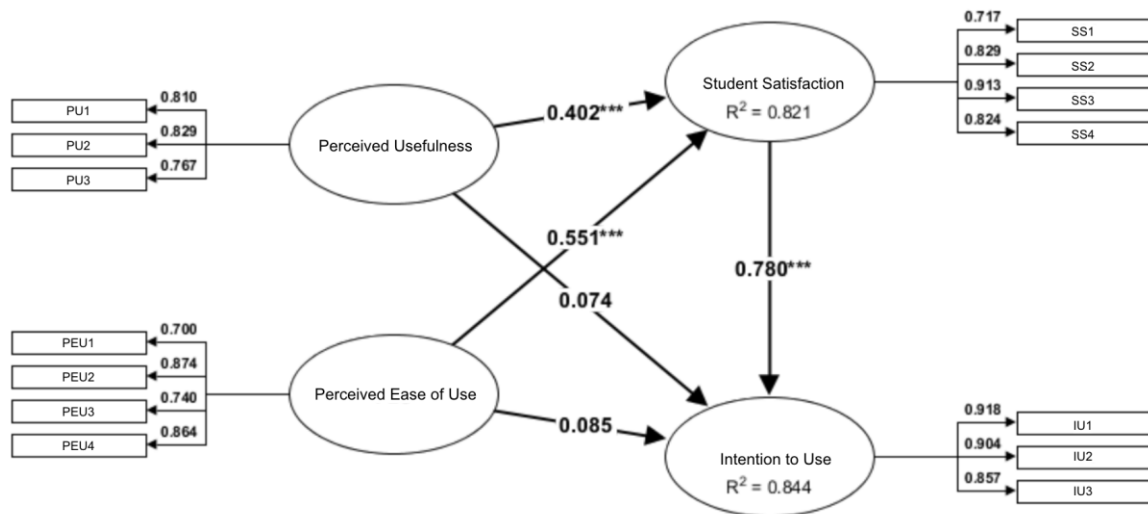 0.717
SS1
0.829
SS2
0.913
SS3
0.824
SS4
Student Satisfaction
R² = 0.821
0.810
PU1
0.829
PU2
0.767
PU3
Perceived Usefulness
0.402***
0.551***
0.780***
0.074
0.700
PEU1
0.874
PEU2
0.740
PEU3
0.864
PEU4
Perceived Ease of Use
0.085
Intention to Use
R² = 0.844
0.918
IU1
0.904
IU2
0.857
IU3